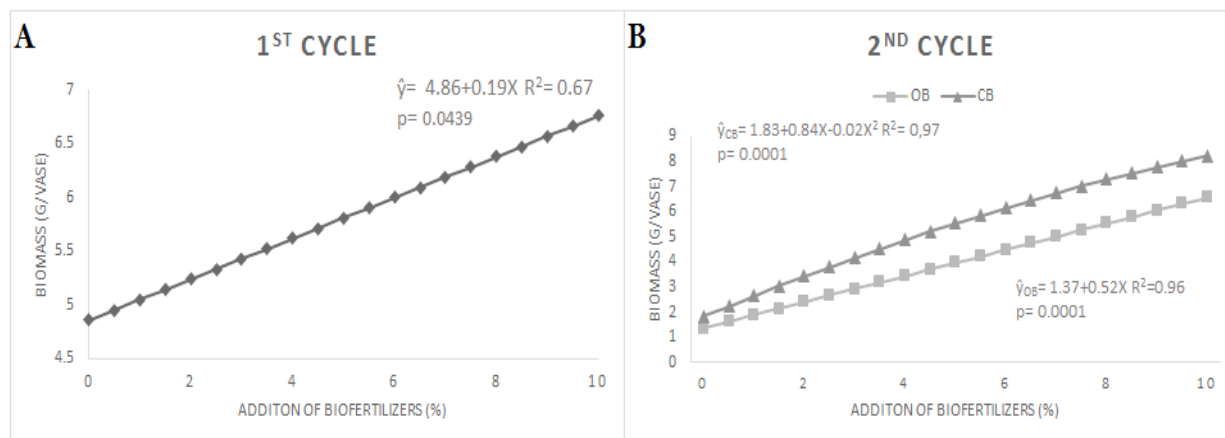 A
1ST CYCLE
ŷ= 4.86+0.19X R²= 0.67
p= 0.0439
7
6.5
6
5.5
5
4.5
BIOMASS (G/VASE)
0 2 4 6 8 10
ADDITON OF BIOFERTILIZERS (%)
B
2ND CYCLE
OB CB
ŷCB= 1.83+0.84X-0.02X² R²= 0,97
p= 0.0001
9
8
7
6
5
4
3
2
1
0
BIOMASS (G/VASE)
ŷOB= 1.37+0.52X R²=0.96
p= 0.0001
0 2 4 6 8 10
ADDITON OF BIOFERTILIZERS (%)